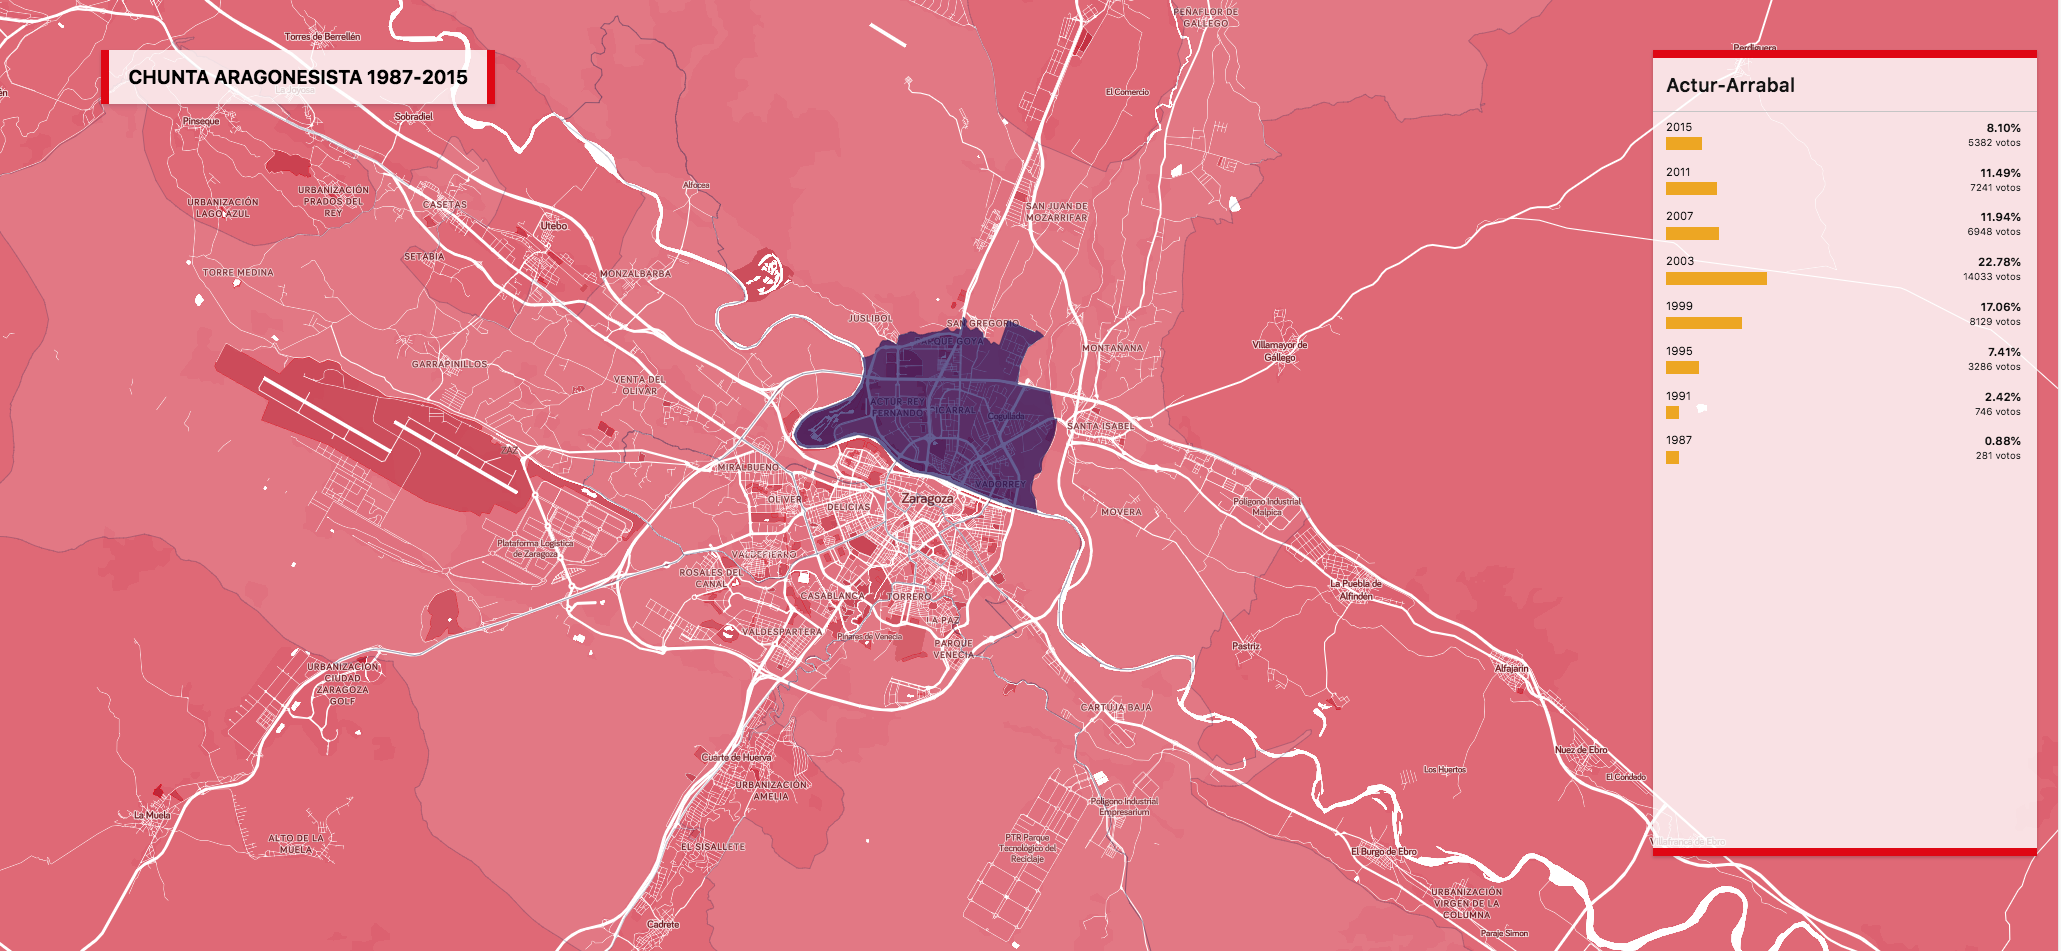 CHUNTA ARAGONESISTA 1987-2015
Actur-Arrabal
2015 8.10%
5382 votos
2011 11.49%
7241 votos
2007 11.94%
6948 votos
2003 22.78%
14033 votos
1999 17.06%
8129 votos
1995 7.41%
3286 votos
1991 2.42%
746 votos
1987 0.88%
281 votos
Torres de Berrellén
La Joyosa
Pinseque
Sobradiel
PEÑAFLOR DE
GÁLLEGO
Perdiguera
El Comercio
URBANIZACIÓN
LAGO AZUL
URBANIZACIÓN
PRADOS DEL
REY
CASETAS
Utebo
Alfocea
SAN JUAN DE
MOZARRIFAR
SETABIA
TORRE MEDINA
MONZALBARBA
JUSLIBOL
SAN GREGORIO
PARQUE GOYA
MONTAÑANA
Villamayor de
Gállego
GARRAPINILLOS
VENTA DEL
OLIVAR
ACTUR-REY
FERNANDO
PICARRAL
Cogullada
SANTA ISABEL
ZAZ
MIRALBUENO
OLIVER
DELICIAS
Zaragoza
VADORREY
MOVERA
Polígono Industrial
Malpica
Plataforma Logística
de Zaragoza
VALDEFIERRO
ROSALES DEL
CANAL
CASABLANCA
TORRERO
LA PAZ
La Puebla de
Alfindén
VALDESPARTERA
Pinares de Venecia
PARQUE
VENECIA
Pastriz
Alfajarín
URBANIZACIÓN
CIUDAD
ZARAGOZA
GOLF
CARTUJA BAJA
Cuarte de Huerva
URBANIZACIÓN
AMELIA
Nuez de Ebro
Los Huertos
El Condado
La Muela
ALTO DE LA
MUELA
Polígono Industrial
Empresarium
EL SISALLETE
PTR Parque
Tecnológico del
Reciclaje
El Burgo de Ebro
Villafranca de Ebro
URBANIZACIÓN
VIRGEN DE LA
COLUMNA
Cadrete
Paraje Simon